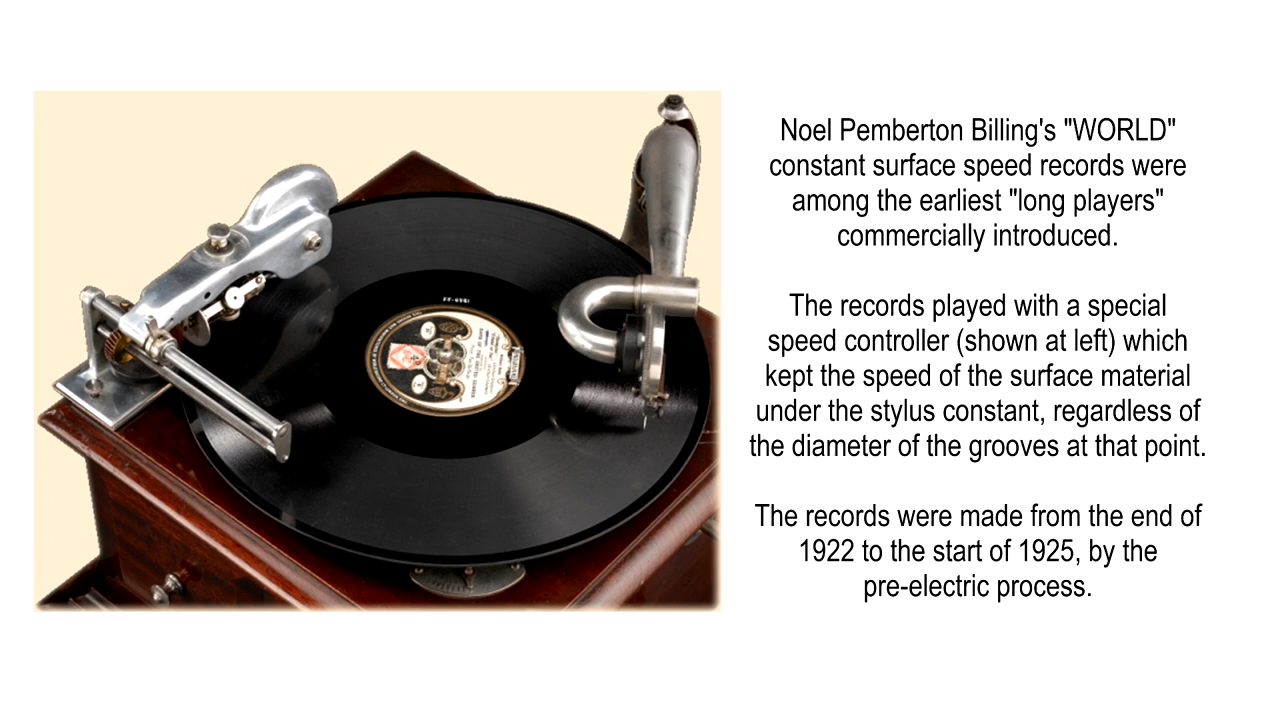 Noel Pemberton Billing's "WORLD"
constant surface speed records were
among the earliest "long players"
commercially introduced.
The records played with a special
speed controller (shown at left) which
kept the speed of the surface material
under the stylus constant, regardless of
the diameter of the grooves at that point.
The records were made from the end of
1922 to the start of 1925, by the
pre-electric process.